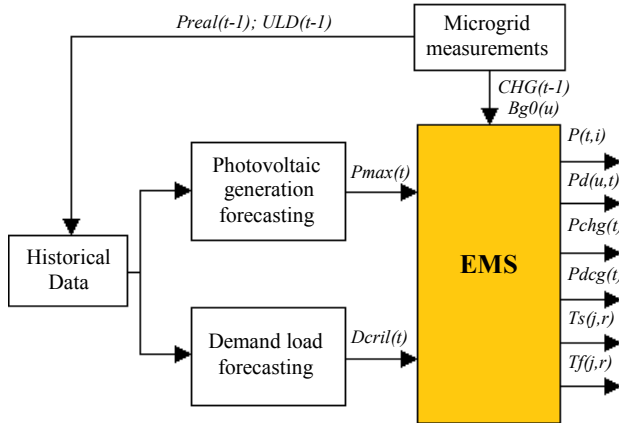 Preal(t-1); ULD(t-1)
Microgrid
measurements
CHG(t-1)
Bg0(u)
P(t,i)
Photovoltaic
generation
forecasting
Pmax(t)
Pd(u,t)
Pchg(t)
Historical
Data
EMS
Pdcg(t)
Demand load
forecasting
Dcril(t)
Ts(j,r)
Tf(j,r)